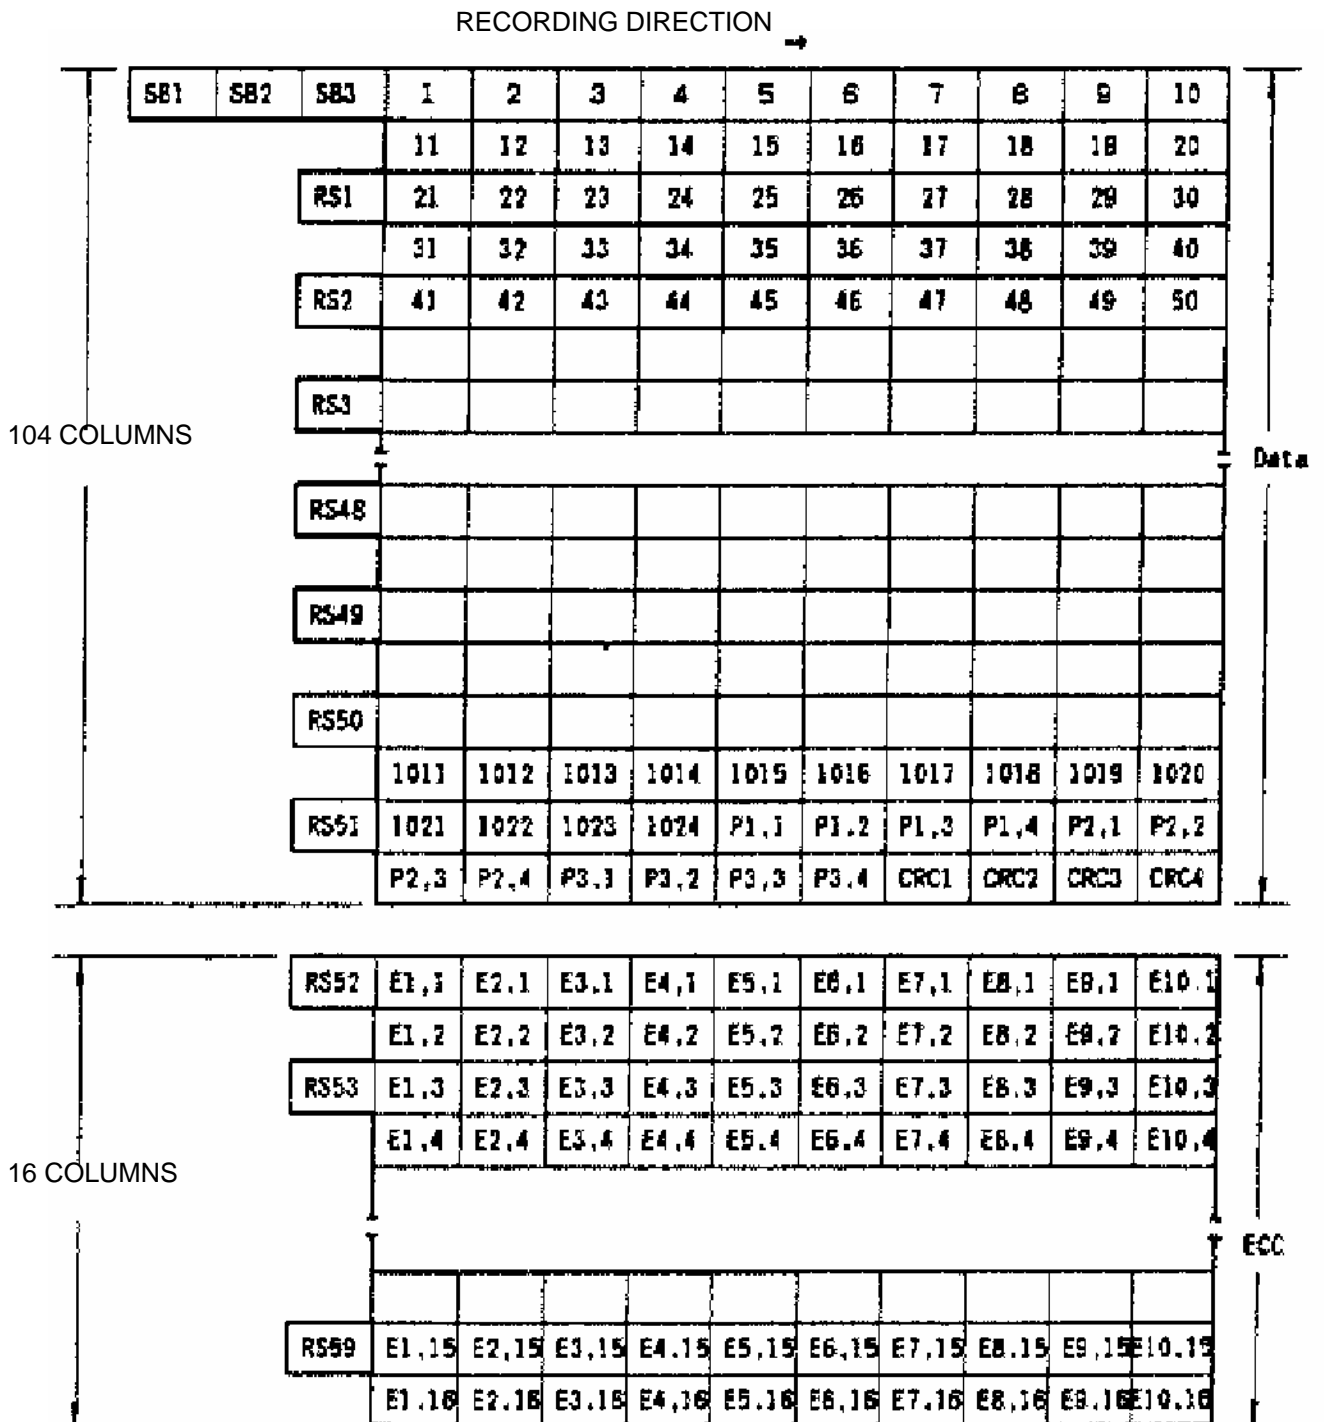 RECORDING DIRECTION →
SB1 SB2 SB3 1 2 3 4 5 6 7 8 9 10
11 12 13 14 15 16 17 18 19 20
RS1 21 22 23 24 25 26 27 28 29 30
31 32 33 34 35 36 37 38 39 40
RS2 41 42 43 44 45 46 47 48 49 50
RS3
104 COLUMNS
Data
RS48
RS49
RS50
1011 1012 1013 1014 1015 1016 1017 1018 1019 1020
RS51 1021 1022 1023 1024 P1,1 P1,2 P1,3 P1,4 P2,1 P2,2
P2,3 P2,4 P3,1 P3,2 P3,3 P3,4 CRC1 CRC2 CRC3 CRC4
RS52 E1,1 E2,1 E3,1 E4,1 E5,1 E6,1 E7,1 E8,1 E9,1 E10,1
E1,2 E2,2 E3,2 E4,2 E5,2 E6,2 E7,2 E8,2 E9,2 E10,2
RS53 E1,3 E2,3 E3,3 E4,3 E5,3 E6,3 E7,3 E8,3 E9,3 E10,3
E1,4 E2,4 E3,4 E4,4 E5,4 E6,4 E7,4 E8,4 E9,4 E10,4
16 COLUMNS
ECC
RS59 E1,15 E2,15 E3,15 E4,15 E5,15 E6,15 E7,15 E8,15 E9,15 E10,15
E1,16 E2,16 E3,16 E4,16 E5,16 E6,16 E7,16 E8,16 E9,16 E10,16